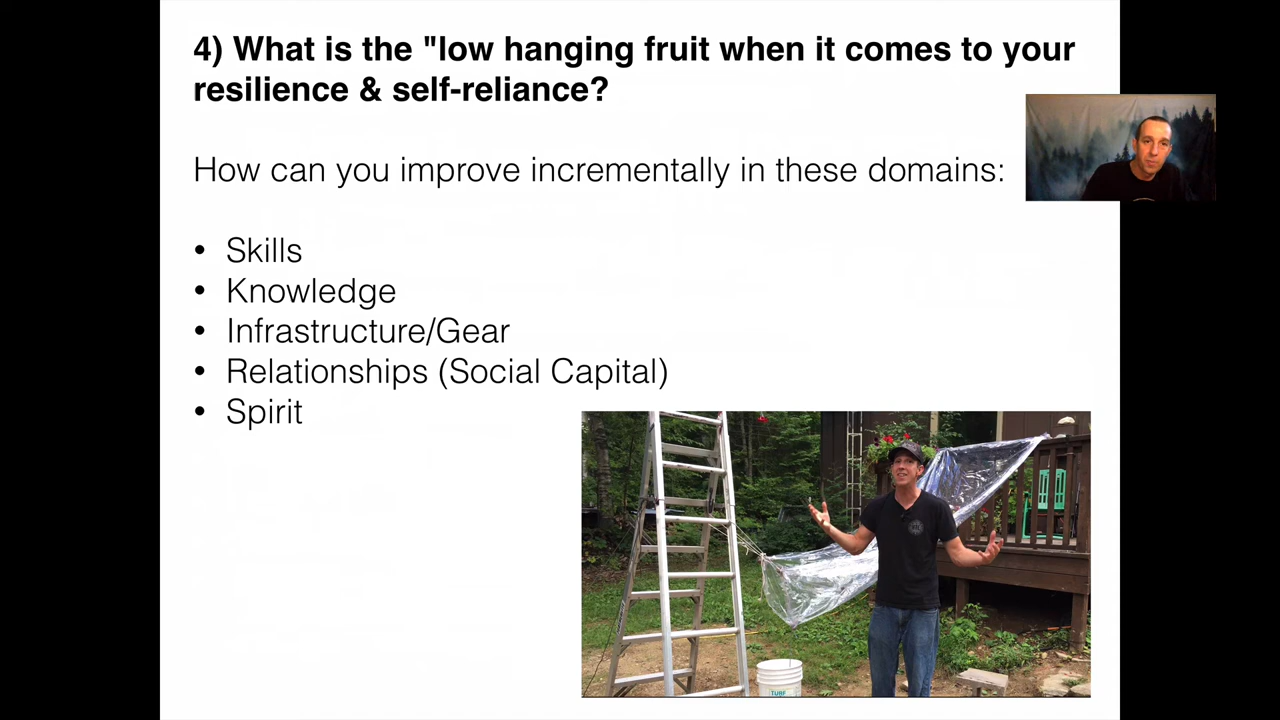 4) What is the "low hanging fruit when it comes to your
resilience & self-reliance?
How can you improve incrementally in these domains:
• Skills
• Knowledge
• Infrastructure/Gear
• Relationships (Social Capital)
• Spirit
TURF